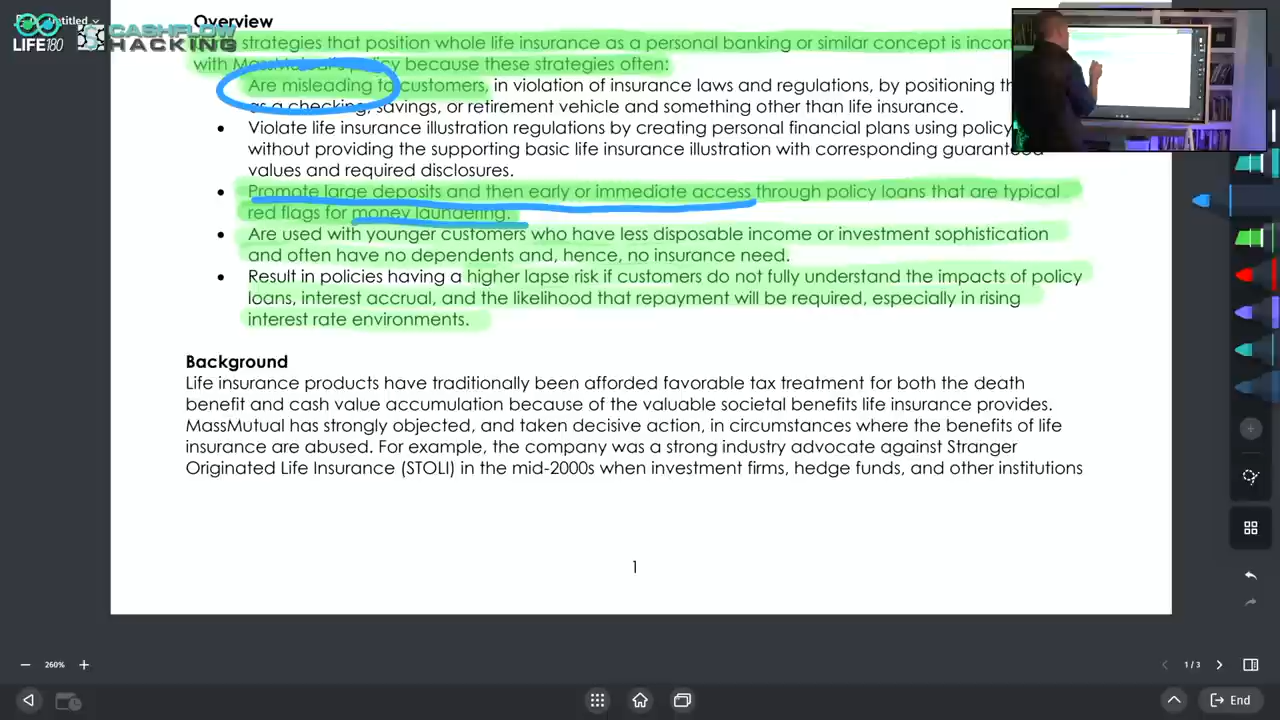 Untitled
LIFE180
CASHFLOW
HACKING
Overview
strategies that position whole life insurance as a personal banking or similar concept is
with policy because these strategies often:
Are misleading to customers, in violation of insurance laws and regulations, by positioning
as a checking, savings, or retirement vehicle and something other than life insurance.
• Violate life insurance illustration regulations by creating personal financial plans using policy
without providing the supporting basic life insurance illustration with corresponding guaranteed
values and required disclosures.
• Promote large deposits and then early or immediate access through policy loans that are typical
red flags for money laundering.
• Are used with younger customers who have less disposable income or investment sophistication
and often have no dependents and, hence, no insurance need.
• Result in policies having a higher lapse risk if customers do not fully understand the impacts of policy
loans, interest accrual, and the likelihood that repayment will be required, especially in rising
interest rate environments.
Background
Life insurance products have traditionally been afforded favorable tax treatment for both the death
benefit and cash value accumulation because of the valuable societal benefits life insurance provides.
MassMutual has strongly objected, and taken decisive action, in circumstances where the benefits of life
insurance are abused. For example, the company was a strong industry advocate against Stranger
Originated Life Insurance (STOLI) in the mid-2000s when investment firms, hedge funds, and other institutions
1
260%
1 / 3
End